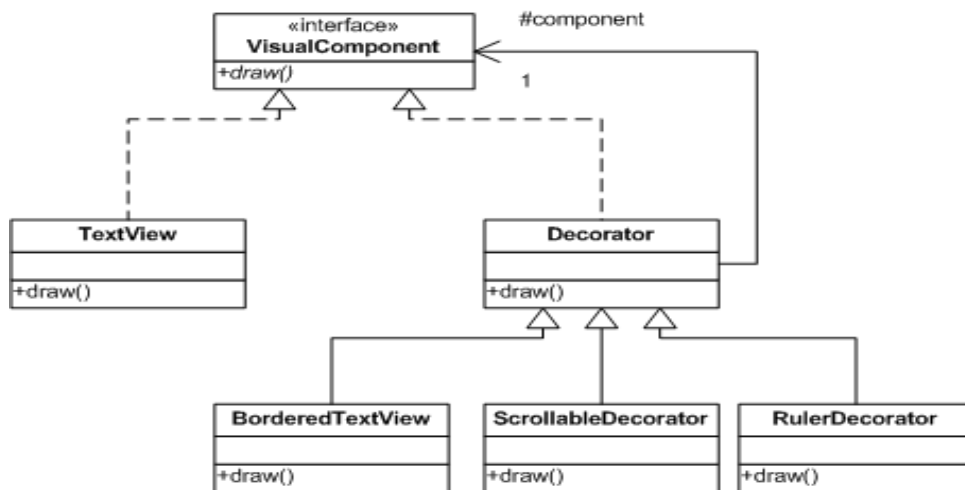 «interface»
VisualComponent
+draw()
#component
1
TextView
+draw()
Decorator
+draw()
BorderedTextView
+draw()
ScrollableDecorator
+draw()
RulerDecorator
+draw()